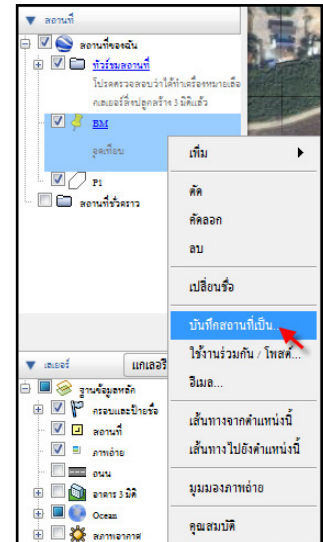 สถานที่
สถานที่ของฉัน
ทัวร์ชมสถานที่
โปรดตรวจสอบว่าได้ทำเครื่องหมายเลือ
กเลเยอร์สิ่งปลูกสร้าง 3 มิติแล้ว
BM
จุดเทียบ
P1
สถานที่ชั่วคราว
เพิ่ม
ตัด
คัดลอก
ลบ
เปลี่ยนชื่อ
บันทึกสถานที่เป็น...
ใช้งานร่วมกัน / โพสต์...
อีเมล...
เส้นทางจากตำแหน่งนี้
เส้นทางไปยังตำแหน่งนี้
มุมมองภาพถ่าย
คุณสมบัติ
เลเยอร์
แกลเลอรี
ฐานข้อมูลหลัก
กรอบและป้ายชื่อ
สถานที่
ภาพถ่าย
ถนน
อาคาร 3 มิติ
Ocean
สภาพอากาศ